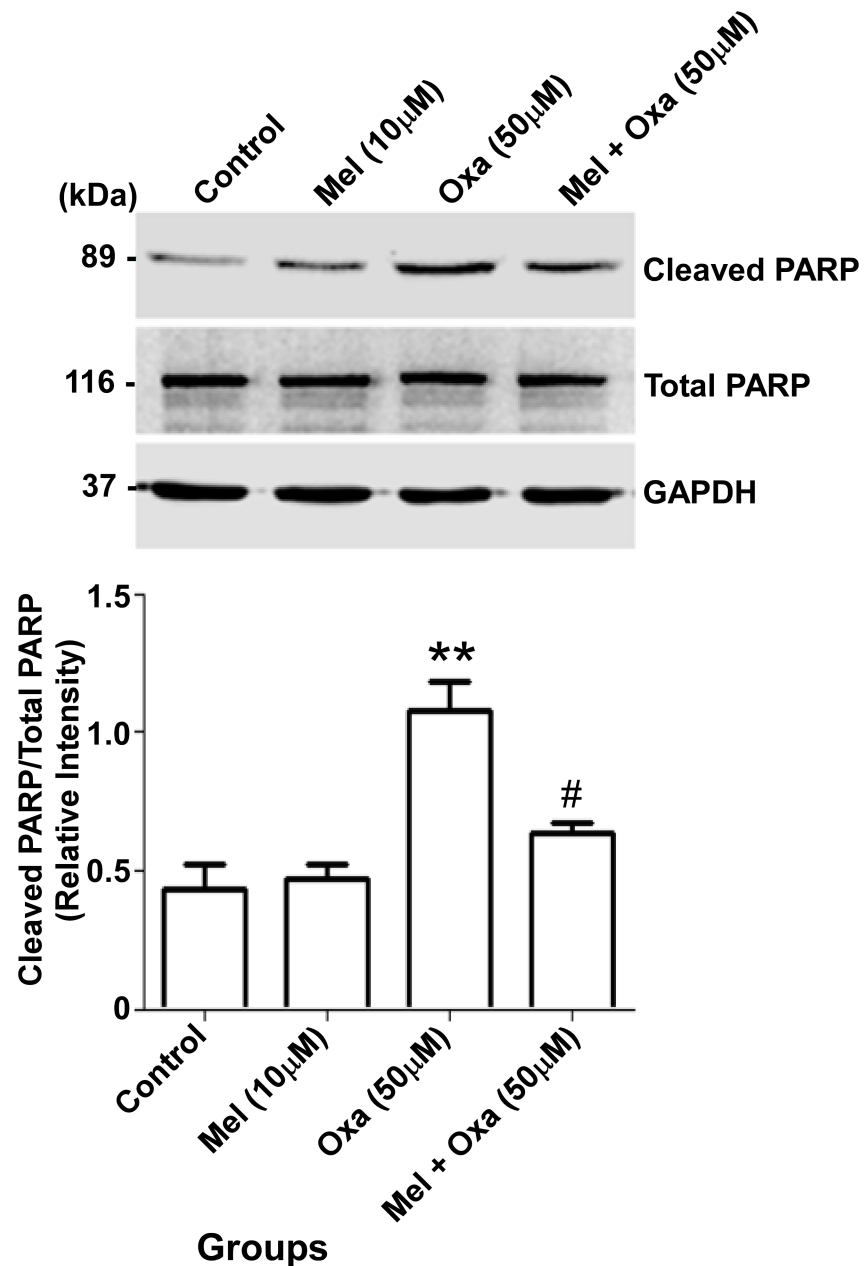 Control
Mel (10μM)
Oxa (50μM)
Mel + Oxa (50μM)
(kDa)
89 -
Cleaved PARP
116 -
Total PARP
37 -
GAPDH
Cleaved PARP/Total PARP
(Relative Intensity)
1.5
1.0
0.5
0
**
#
Control
Mel (10μM)
Oxa (50μM)
Mel + Oxa (50μM)
Groups